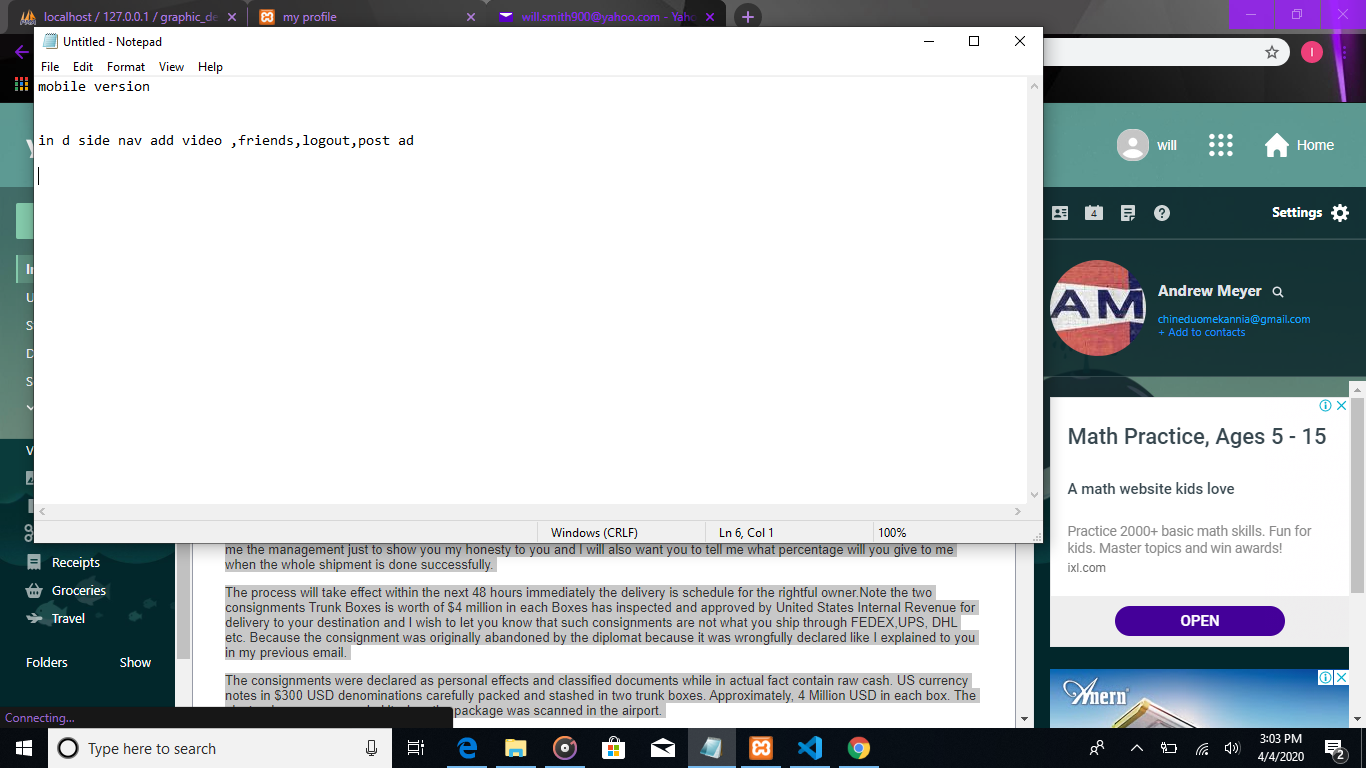 localhost / 127.0.0.1 / graphic_de
my profile
will.smith900@yahoo.com - Yaho
Untitled - Notepad
File Edit Format View Help
mobile version
in d side nav add video ,friends,logout,post ad
Windows (CRLF) Ln 6, Col 1 100%
I
will
Home
4
Settings
Andrew Meyer
chineduomekannia@gmail.com
+ Add to contacts
AM
Math Practice, Ages 5 - 15
A math website kids love
Practice 2000+ basic math skills. Fun for
kids. Master topics and win awards!
ixl.com
OPEN
Anern
Receipts
Groceries
Travel
Folders Show
me the management just to show you my honesty to you and I will also want you to tell me what percentage will you give to me
when the whole shipment is done successfully.
The process will take effect within the next 48 hours immediately the delivery is schedule for the rightful owner.Note the two
consignments Trunk Boxes is worth of $4 million in each Boxes has inspected and approved by United States Internal Revenue for
delivery to your destination and I wish to let you know that such consignments are not what you ship through FEDEX,UPS, DHL
etc. Because the consignment was originally abandoned by the diplomat because it was wrongfully declared like I explained to you
in my previous email.
The consignments were declared as personal effects and classified documents while in actual fact contain raw cash. US currency
notes in $300 USD denominations carefully packed and stashed in two trunk boxes. Approximately, 4 Million USD in each box. The
package was scanned in the airport.
Connecting...
Type here to search
3:03 PM
4/4/2020
2